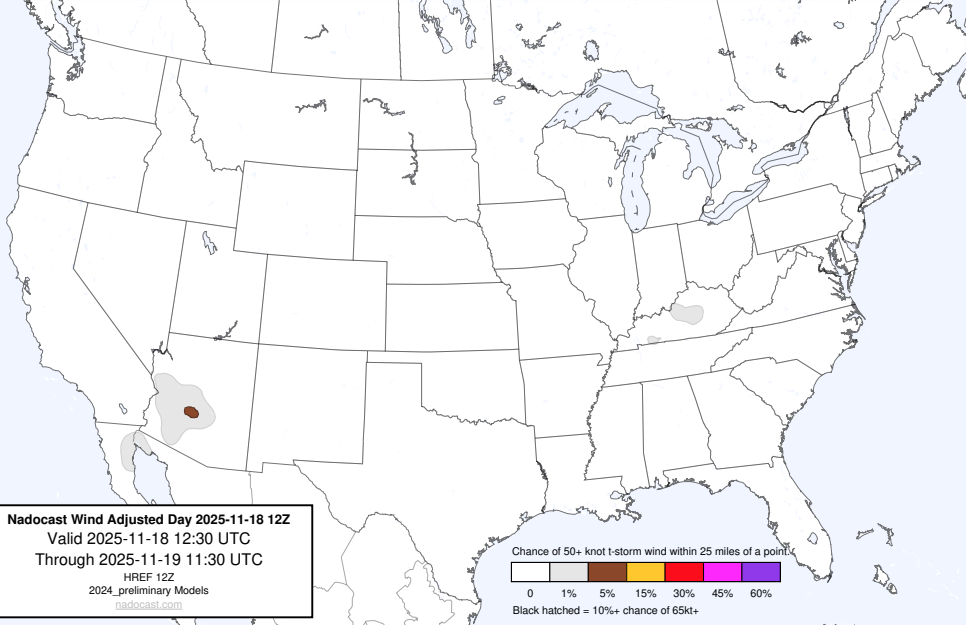 Nadocast Wind Adjusted Day 2025-11-18 12Z
Valid 2025-11-18 12:30 UTC
Through 2025-11-19 11:30 UTC
HREF 12Z
2024_preliminary Models
nadocast.com
Chance of 50+ knot t-storm wind within 25 miles of a point.
0 1% 5% 15% 30% 45% 60%
Black hatched = 10%+ chance of 65kt+